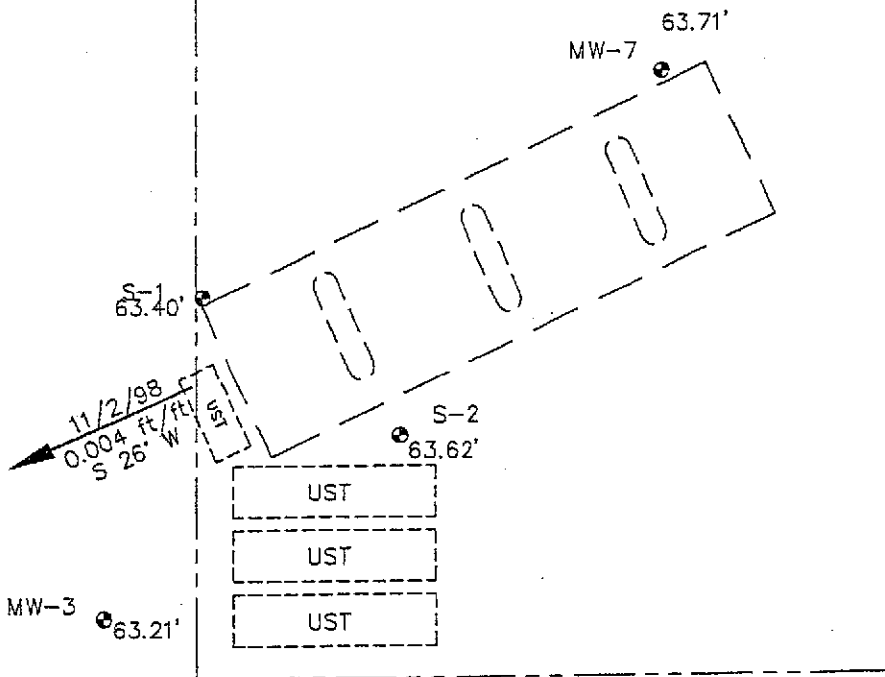 63.71'
MW-7
S-1
63.40'
11/2/98
0.004 ft/ft
S 26' W
UST
S-2
63.62'
UST
UST
UST
MW-3
63.21'